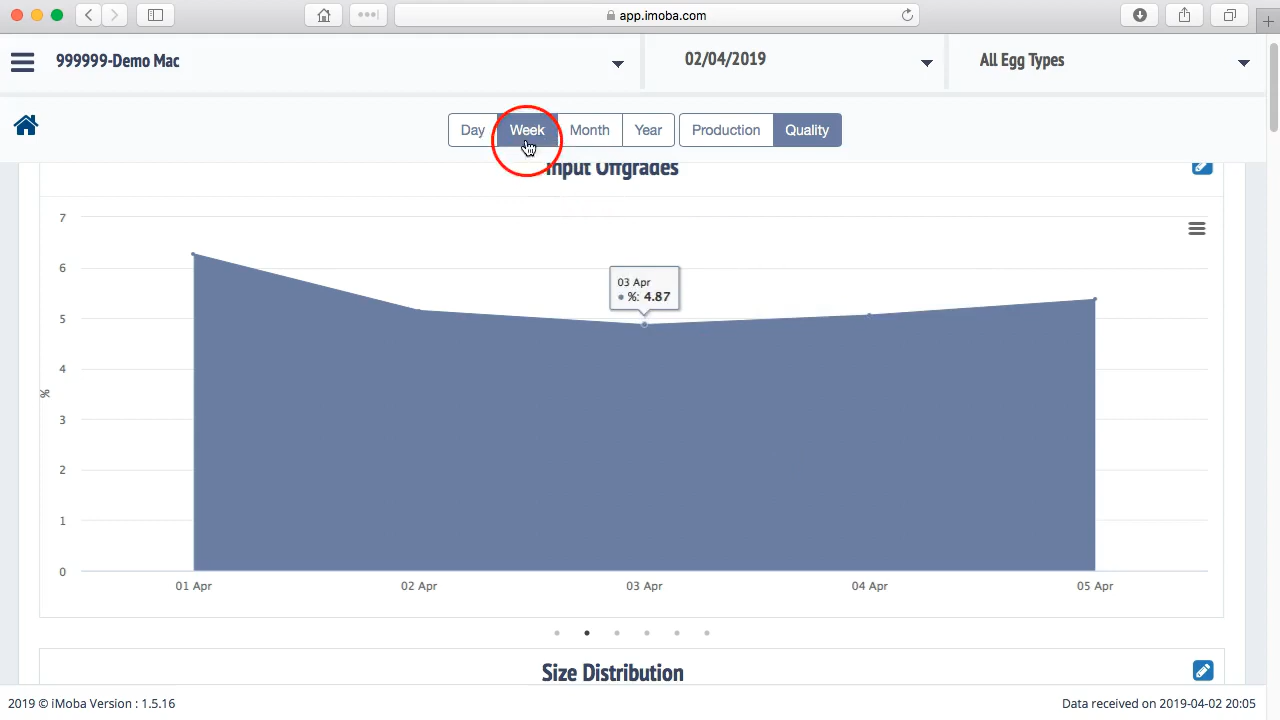 app.imoba.com
999999-Demo Mac
02/04/2019
All Egg Types
Day Week Month Year Production Quality
Input Offgrades
7
6
5
4
3
2
1
0
%
03 Apr
%: 4.87
01 Apr 02 Apr 03 Apr 04 Apr 05 Apr
Size Distribution
2019 © iMoba Version : 1.5.16
Data received on 2019-04-02 20:05